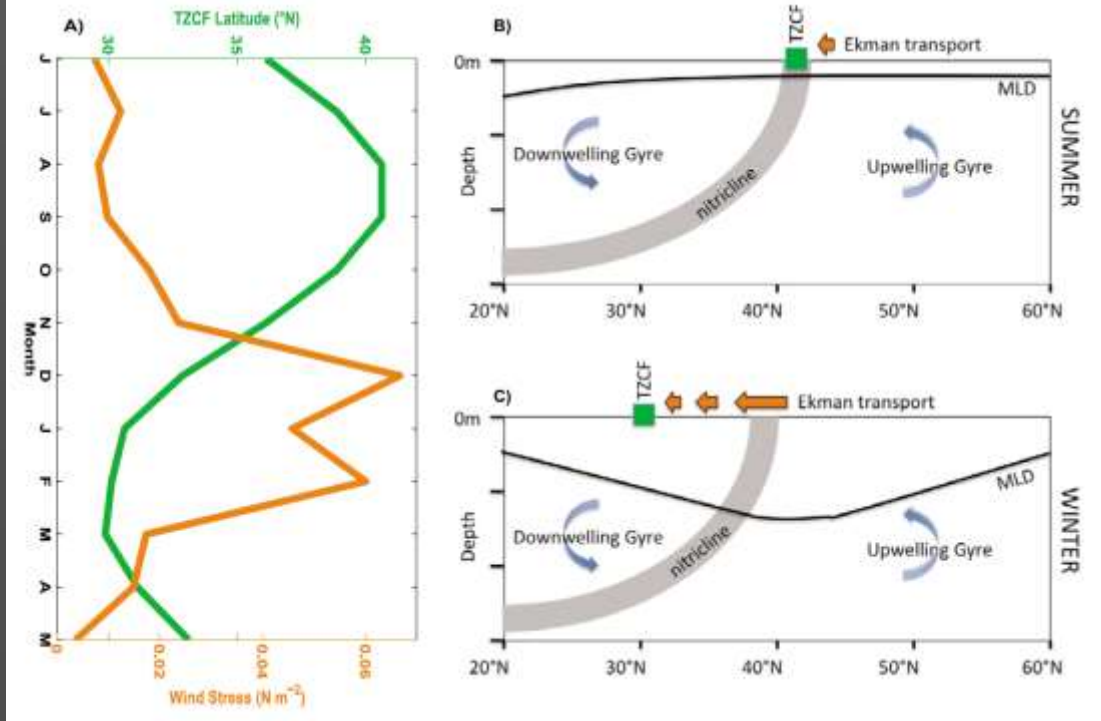 A)
TZCF Latitude (°N)
30
35
40
J
J
A
S
O
N
D
J
F
M
A
M
Month
0
0.02
0.04
0.06
Wind Stress (N m⁻²)
B)
TZCF
Ekman transport
0m
MLD
Depth
Downwelling Gyre
nitricline
Upwelling Gyre
SUMMER
20°N
30°N
40°N
50°N
60°N
C)
TZCF
Ekman transport
0m
MLD
Depth
Downwelling Gyre
nitricline
Upwelling Gyre
WINTER
20°N
30°N
40°N
50°N
60°N